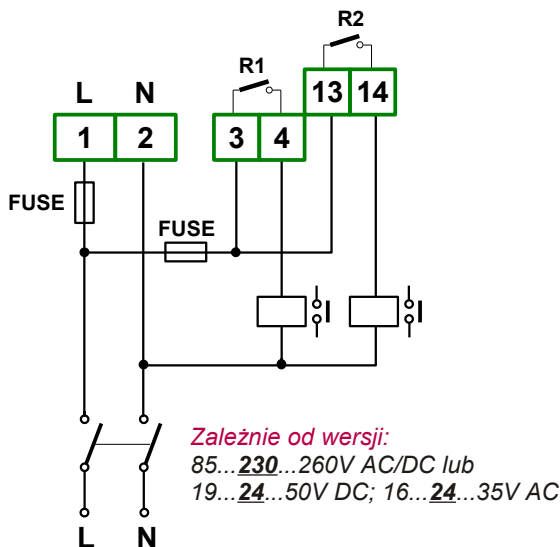 R2
R1
L N
13 14
1 2 3 4
FUSE
FUSE
Zależnie od wersji:
85...230...260V AC/DC lub
19...24...50V DC; 16...24...35V AC
L N